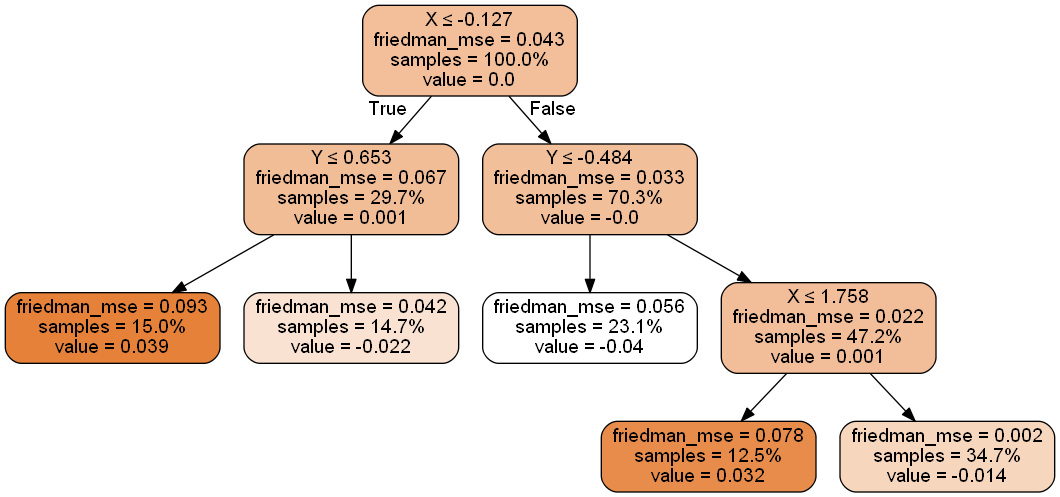 X ≤ -0.127
friedman_mse = 0.043
samples = 100.0%
value = 0.0
True
False
Y ≤ 0.653
friedman_mse = 0.067
samples = 29.7%
value = 0.001
Y ≤ -0.484
friedman_mse = 0.033
samples = 70.3%
value = -0.0
friedman_mse = 0.093
samples = 15.0%
value = 0.039
friedman_mse = 0.042
samples = 14.7%
value = -0.022
friedman_mse = 0.056
samples = 23.1%
value = -0.04
X ≤ 1.758
friedman_mse = 0.022
samples = 47.2%
value = 0.001
friedman_mse = 0.078
samples = 12.5%
value = 0.032
friedman_mse = 0.002
samples = 34.7%
value = -0.014